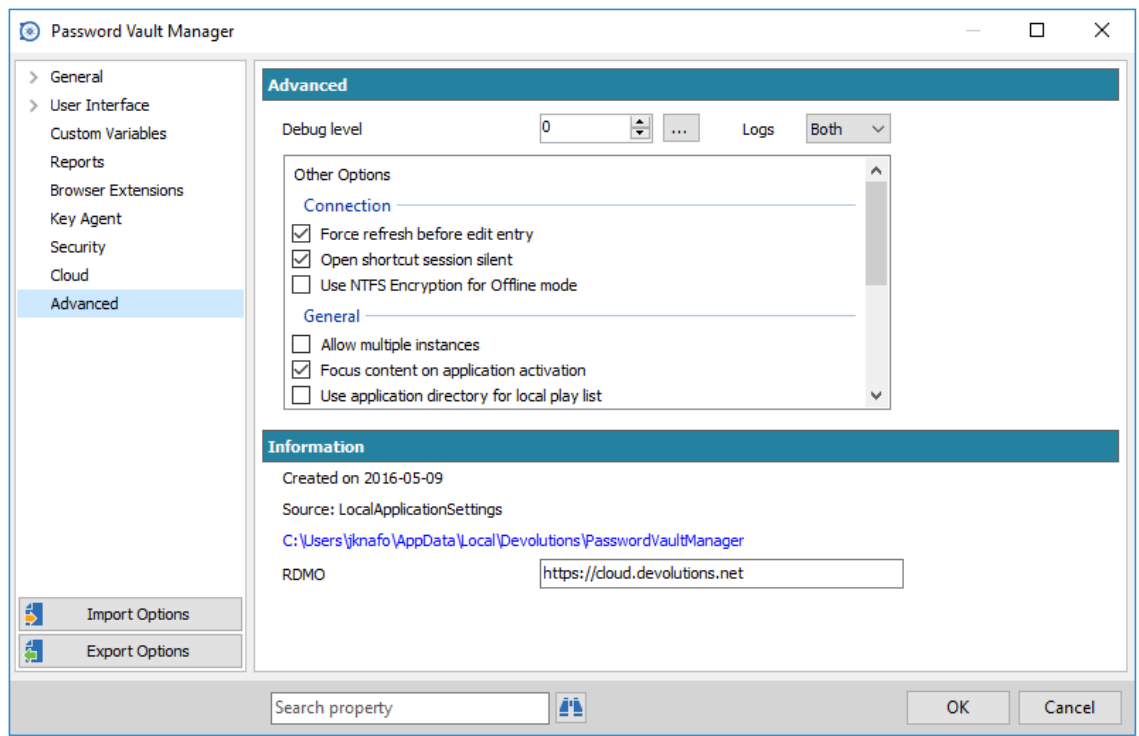 Password Vault Manager
General
User Interface
Custom Variables
Reports
Browser Extensions
Key Agent
Security
Cloud
Advanced
Import Options
Export Options
Advanced
Debug level 0 ... Logs Both
Other Options
Connection
Force refresh before edit entry
Open shortcut session silent
Use NTFS Encryption for Offline mode
General
Allow multiple instances
Focus content on application activation
Use application directory for local play list
Information
Created on 2016-05-09
Source: LocalApplicationSettings
C:\Users\jknafo\AppData\Local\Devolutions\PasswordVaultManager
RDMO https://cloud.devolutions.net
Search property OK Cancel